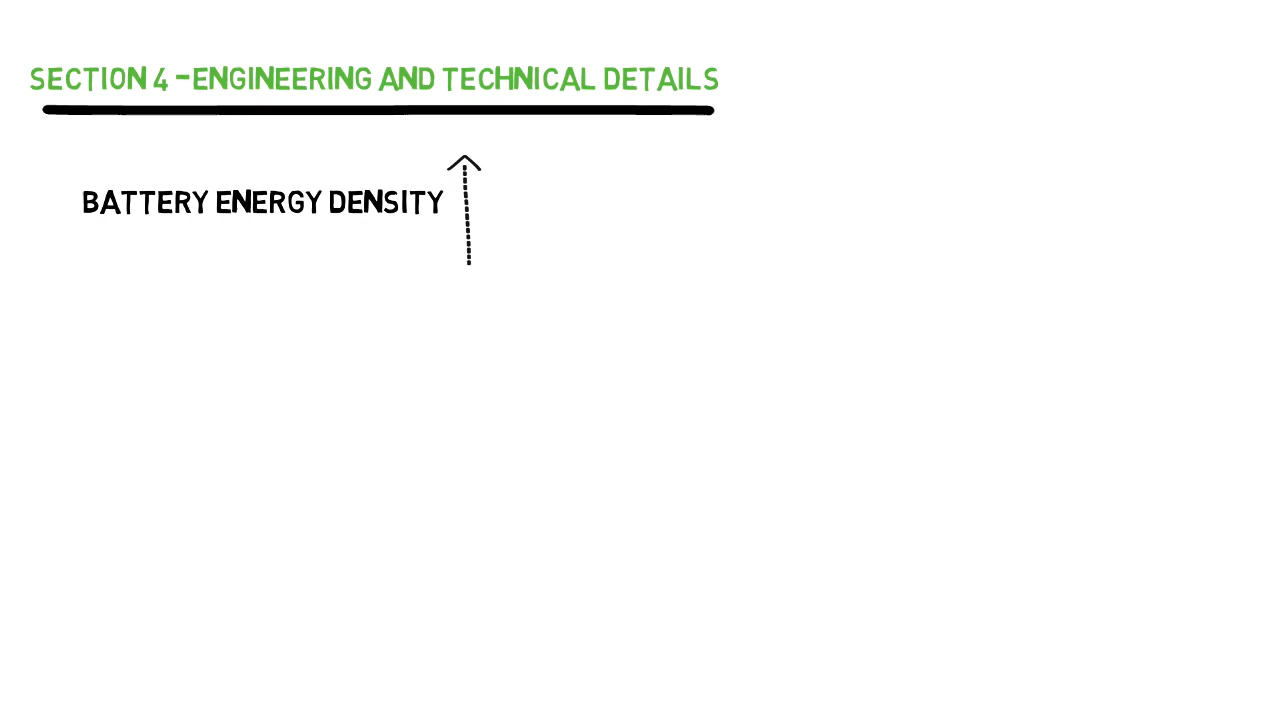 SECTION 4 - ENGINEERING AND TECHNICAL DETAILS
BATTERY ENERGY DENSITY